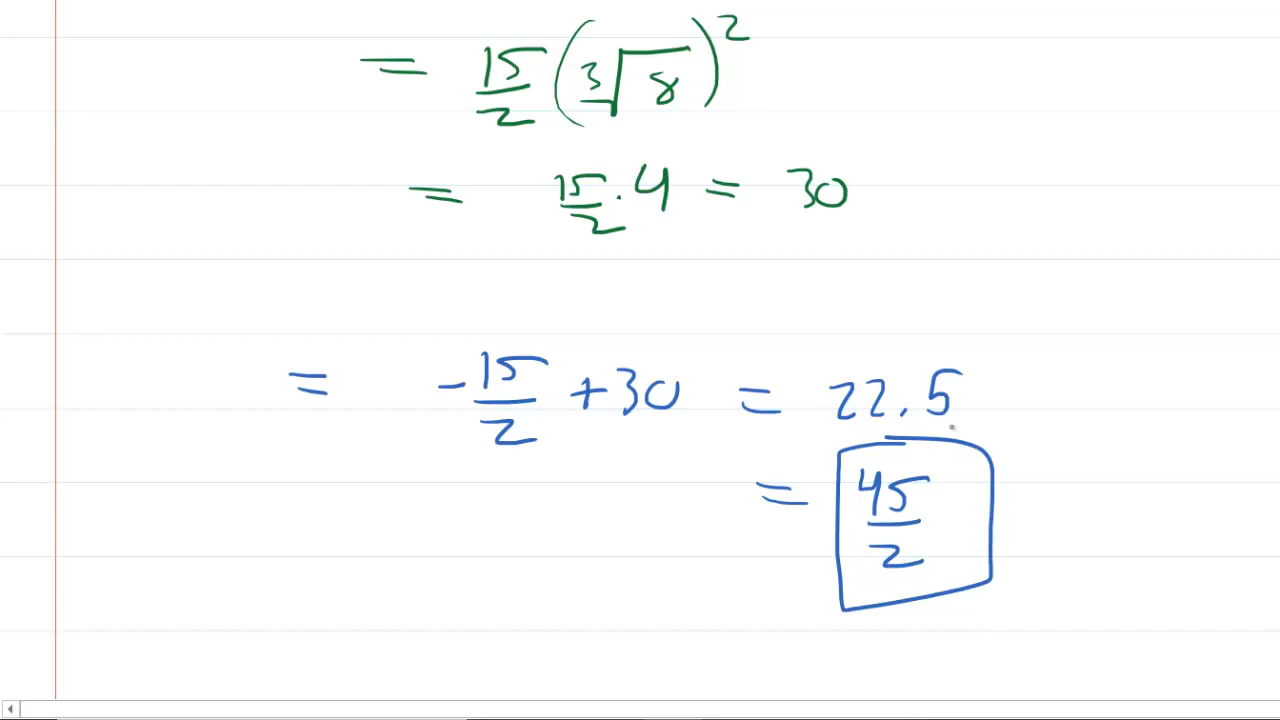 = 15/2 (∛8)²
= 15/2 · 4 = 30
= -15/2 + 30 = 22.5
= 45/2